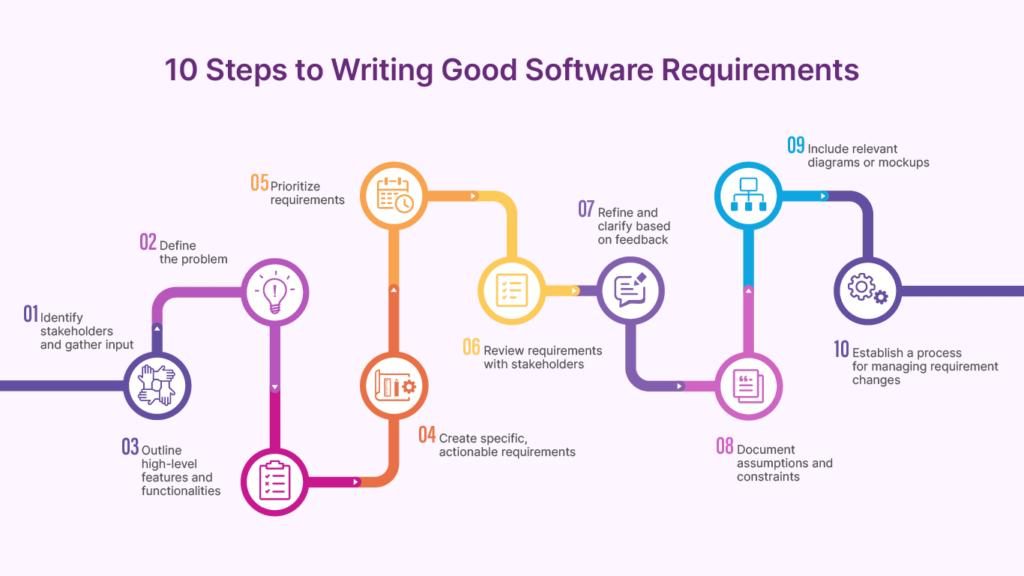 10 Steps to Writing Good Software Requirements
01 Identify
stakeholders
and gather input
02 Define
the problem
03 Outline
high-level
features and
functionalities
04 Create specific,
actionable requirements
05 Prioritize
requirements
06 Review requirements
with stakeholders
07 Refine and
clarify based
on feedback
08 Document
assumptions and
constraints
09 Include relevant
diagrams or mockups
10 Establish a process
for managing requirement
changes